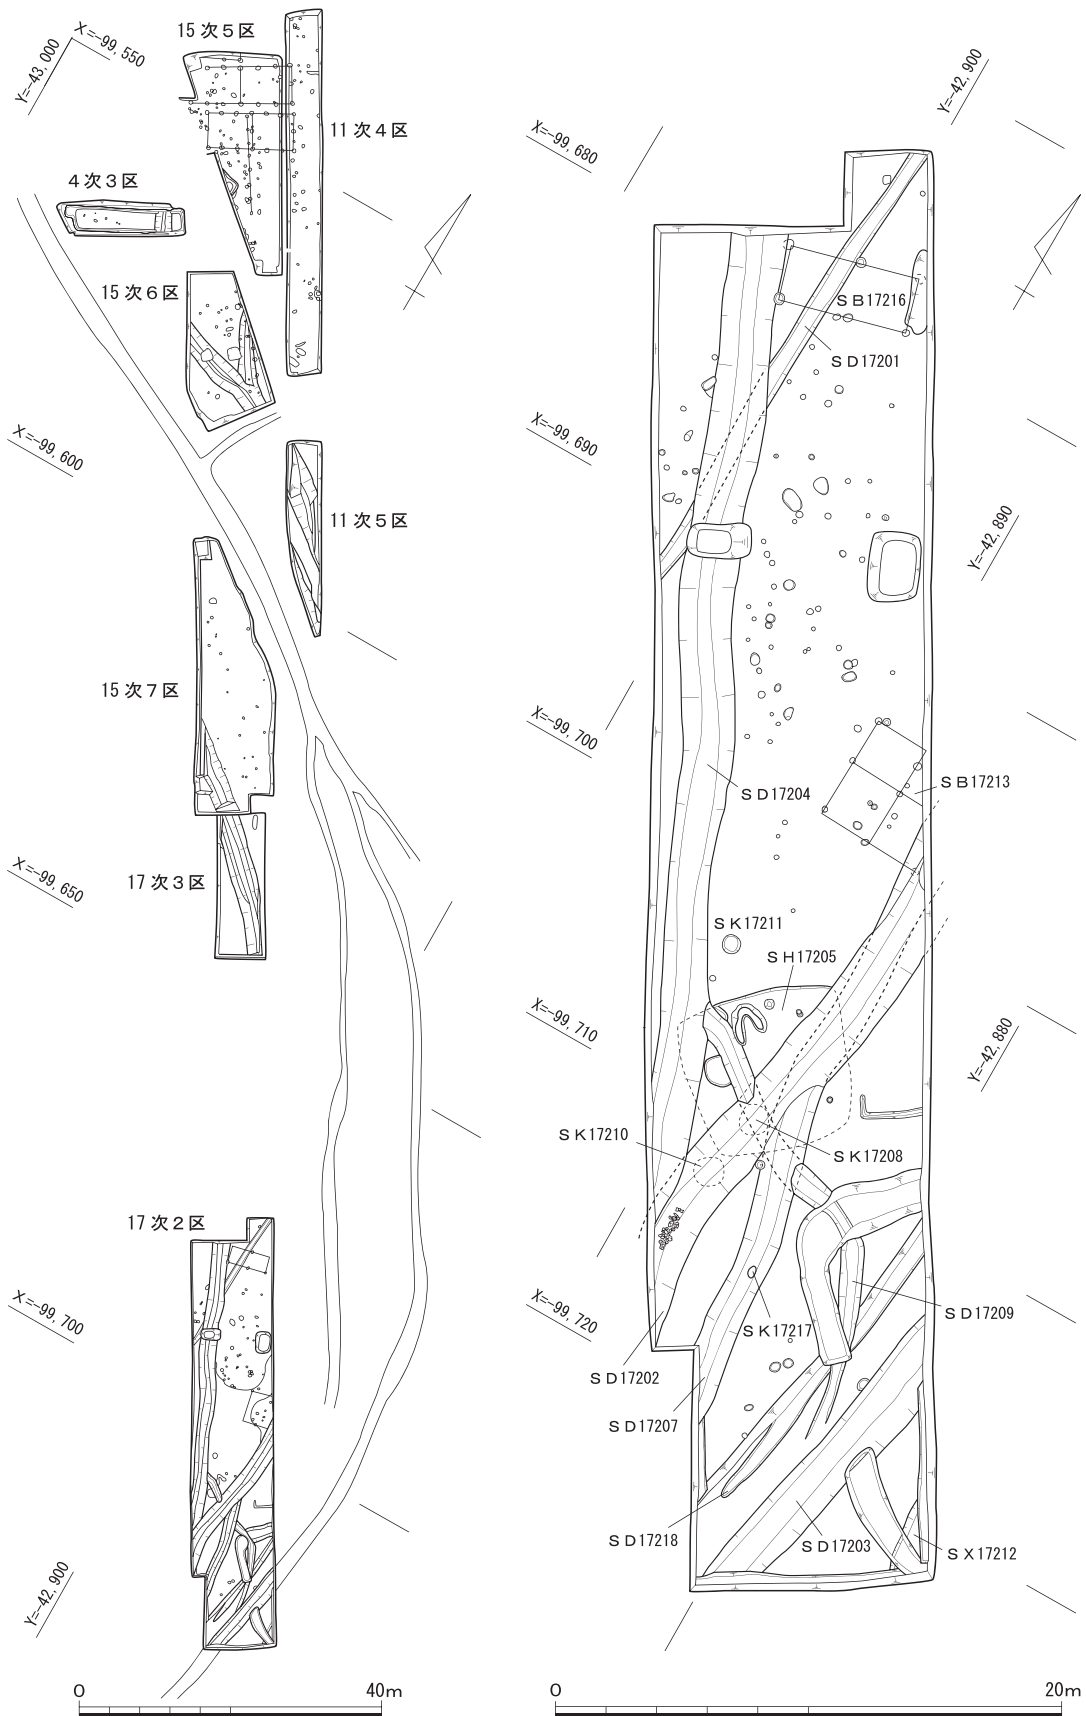 15次5区
X=-99,550
Y=-43,000
11次4区
4次3区
15次6区
X=-99,600
11次5区
15次7区
17次3区
X=-99,650
17次2区
X=-99,700
Y=-42,900
0 40m
Y=-42,900
X=-99,680
SB17216
SD17201
X=-99,690
Y=-42,890
X=-99,700
SD17204
SB17213
SK17211
SH17205
X=-99,710
Y=-42,880
SK17210
SK17208
X=-99,720
SD17209
SK17217
SD17202
SD17207
SD17218
SD17203
SX17212
0 20m